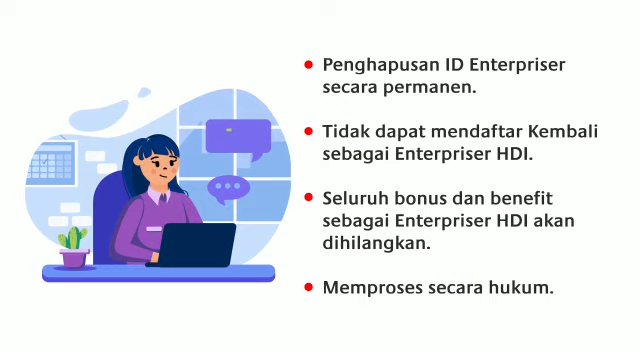 Penghapusan ID Enterpriser
secara permanen.
Tidak dapat mendaftar Kembali
sebagai Enterpriser HDI.
Seluruh bonus dan benefit
sebagai Enterpriser HDI akan
dihilangkan.
Memproses secara hukum.